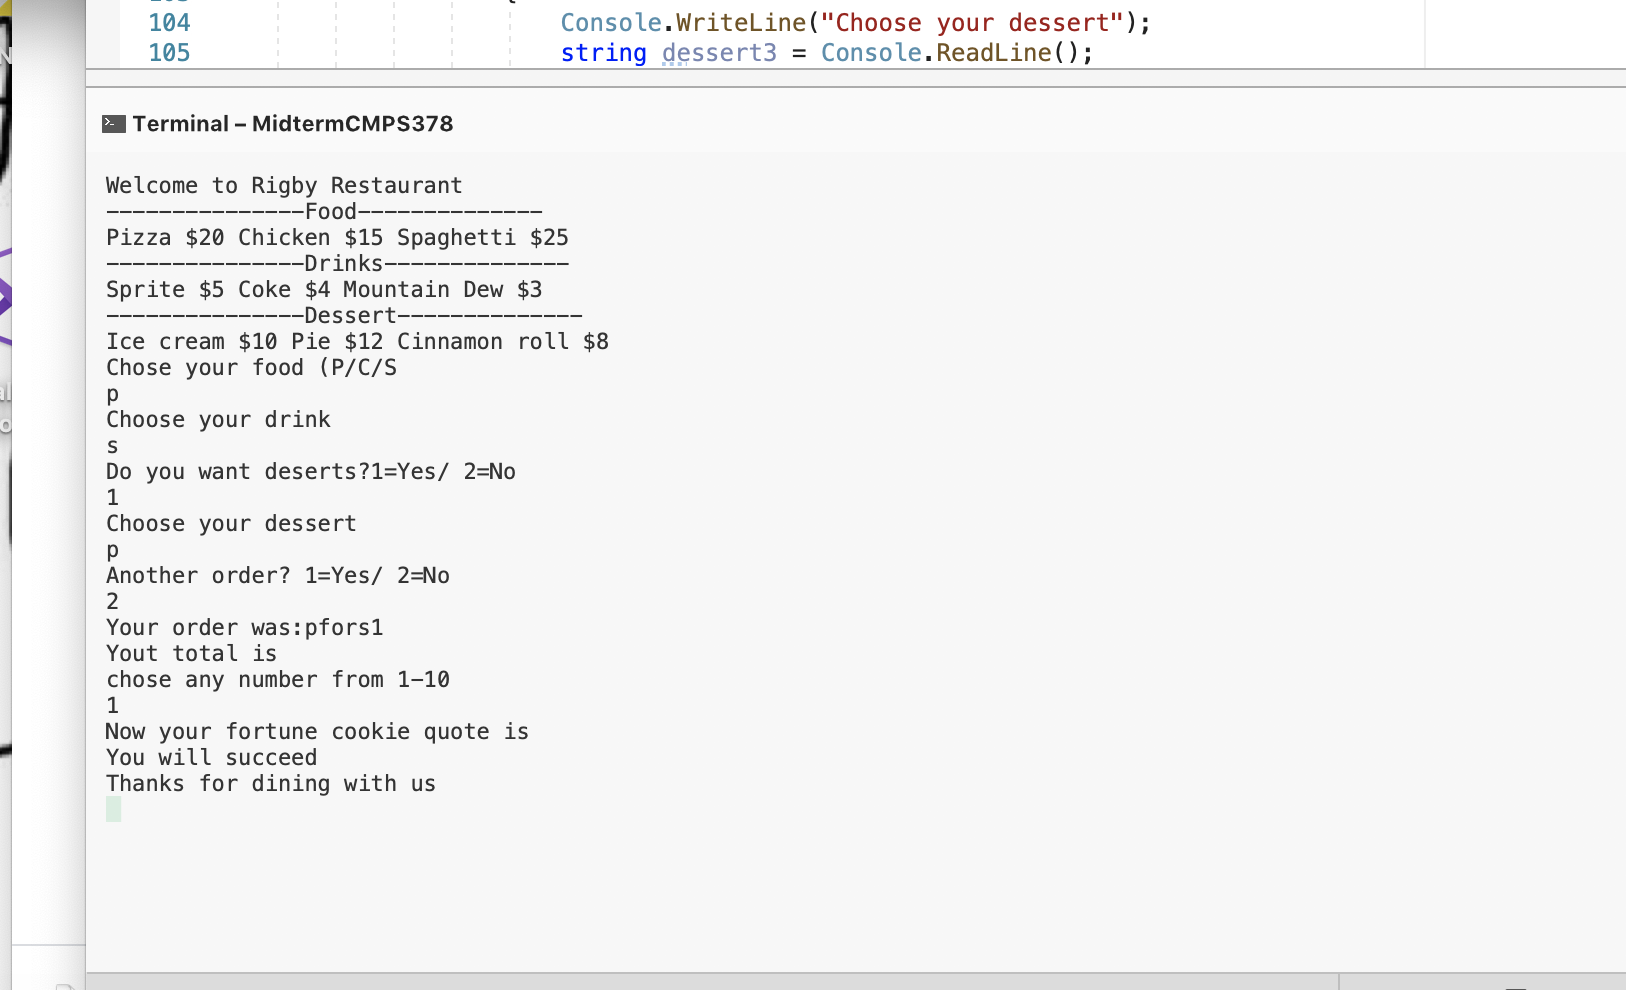 104 Console.WriteLine("Choose your dessert");
105 string dessert3 = Console.ReadLine();
Terminal – MidtermCMPS378
Welcome to Rigby Restaurant
---------------Food--------------
Pizza $20 Chicken $15 Spaghetti $25
---------------Drinks--------------
Sprite $5 Coke $4 Mountain Dew $3
---------------Dessert--------------
Ice cream $10 Pie $12 Cinnamon roll $8
Chose your food (P/C/S
p
Choose your drink
s
Do you want deserts?1=Yes/ 2=No
1
Choose your dessert
p
Another order? 1=Yes/ 2=No
2
Your order was:pfors1
Yout total is
chose any number from 1-10
1
Now your fortune cookie quote is
You will succeed
Thanks for dining with us